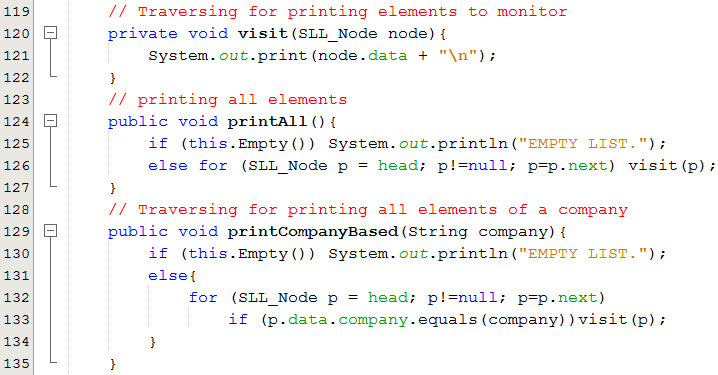 119 // Traversing for printing elements to monitor
120 private void visit(SLL_Node node){
121 System.out.print(node.data + "\n");
122 }
123 // printing all elements
124 public void printAll(){
125 if (this.Empty()) System.out.println("EMPTY LIST.");
126 else for (SLL_Node p = head; p!=null; p=p.next) visit(p);
127 }
128 // Traversing for printing all elements of a company
129 public void printCompanyBased(String company){
130 if (this.Empty()) System.out.println("EMPTY LIST.");
131 else{
132 for (SLL_Node p = head; p!=null; p=p.next)
133 if (p.data.company.equals(company))visit(p);
134 }
135 }